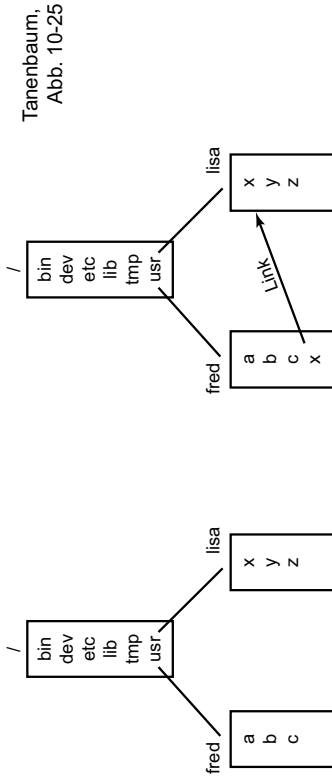 Tanenbaum,
Abb. 10-25
/
bin
dev
etc
lib
tmp
usr
fred
lisa
a
b
c
x
y
z
/
bin
dev
etc
lib
tmp
usr
fred
lisa
a
b
c
x
Link
x
y
z